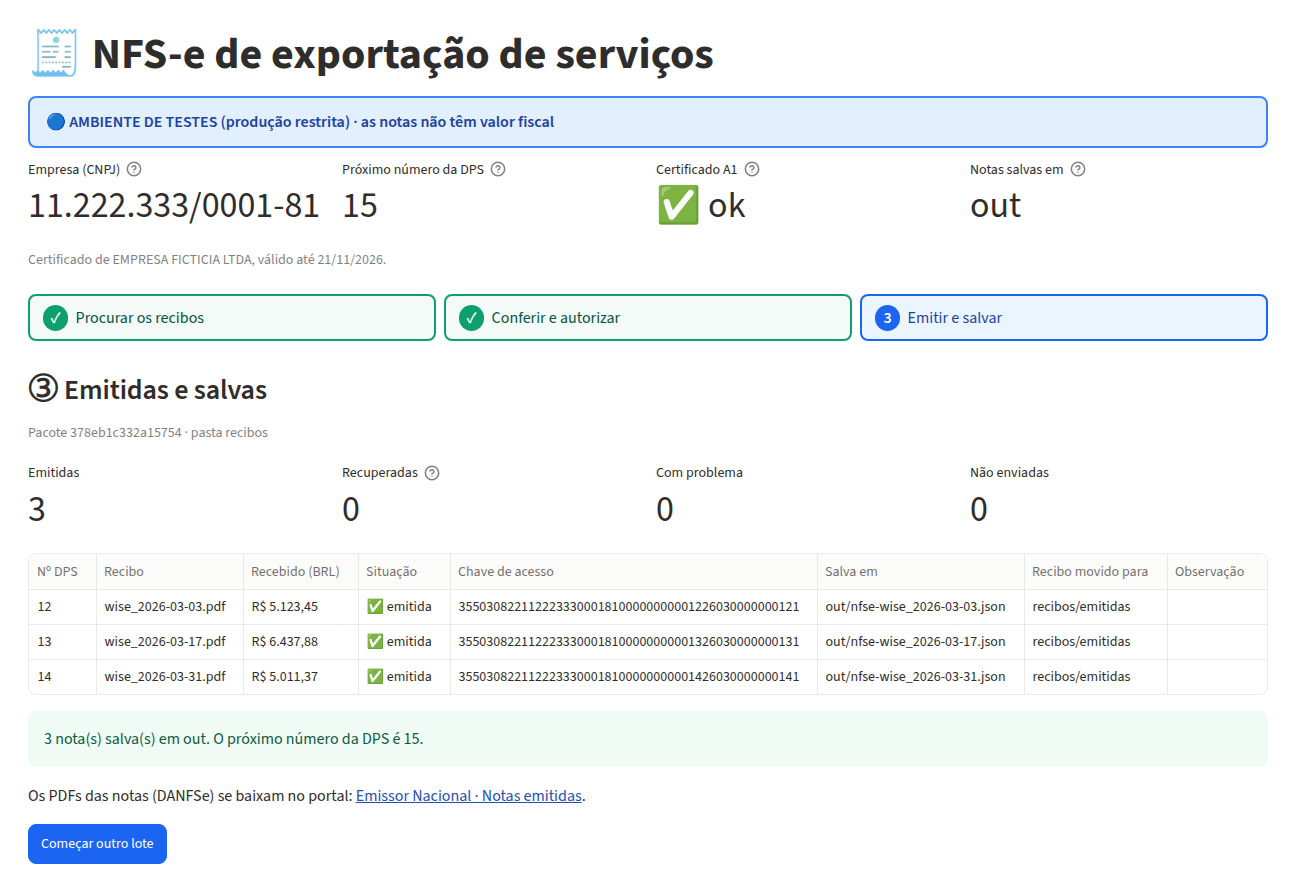 NFS-e de exportação de serviços
AMBIENTE DE TESTES (produção restrita) · as notas não têm valor fiscal
Empresa (CNPJ) Próximo número da DPS Certificado A1 Notas salvas em
11.222.333/0001-81 15 ✅ ok out
Certificado de EMPRESA FICTICIA LTDA, válido até 21/11/2026.
✓ Procurar os recibos ✓ Conferir e autorizar 3 Emitir e salvar
③ Emitidas e salvas
Pacote 378eb1c332a15754 · pasta recibos
Emitidas Recuperadas Com problema Não enviadas
3 0 0 0
Nº DPS Recibo Recebido (BRL) Situação Chave de acesso Salva em Recibo movido para Observação
12 wise_2026-03-03.pdf R$ 5.123,45 ✅ emitida 35503082211222333000181000000000001226030000000121 out/nfse-wise_2026-03-03.json recibos/emitidas
13 wise_2026-03-17.pdf R$ 6.437,88 ✅ emitida 35503082211222333000181000000000001326030000000131 out/nfse-wise_2026-03-17.json recibos/emitidas
14 wise_2026-03-31.pdf R$ 5.011,37 ✅ emitida 35503082211222333000181000000000001426030000000141 out/nfse-wise_2026-03-31.json recibos/emitidas
3 nota(s) salva(s) em out. O próximo número da DPS é 15.
Os PDFs das notas (DANFSe) se baixam no portal: Emissor Nacional · Notas emitidas.
Começar outro lote